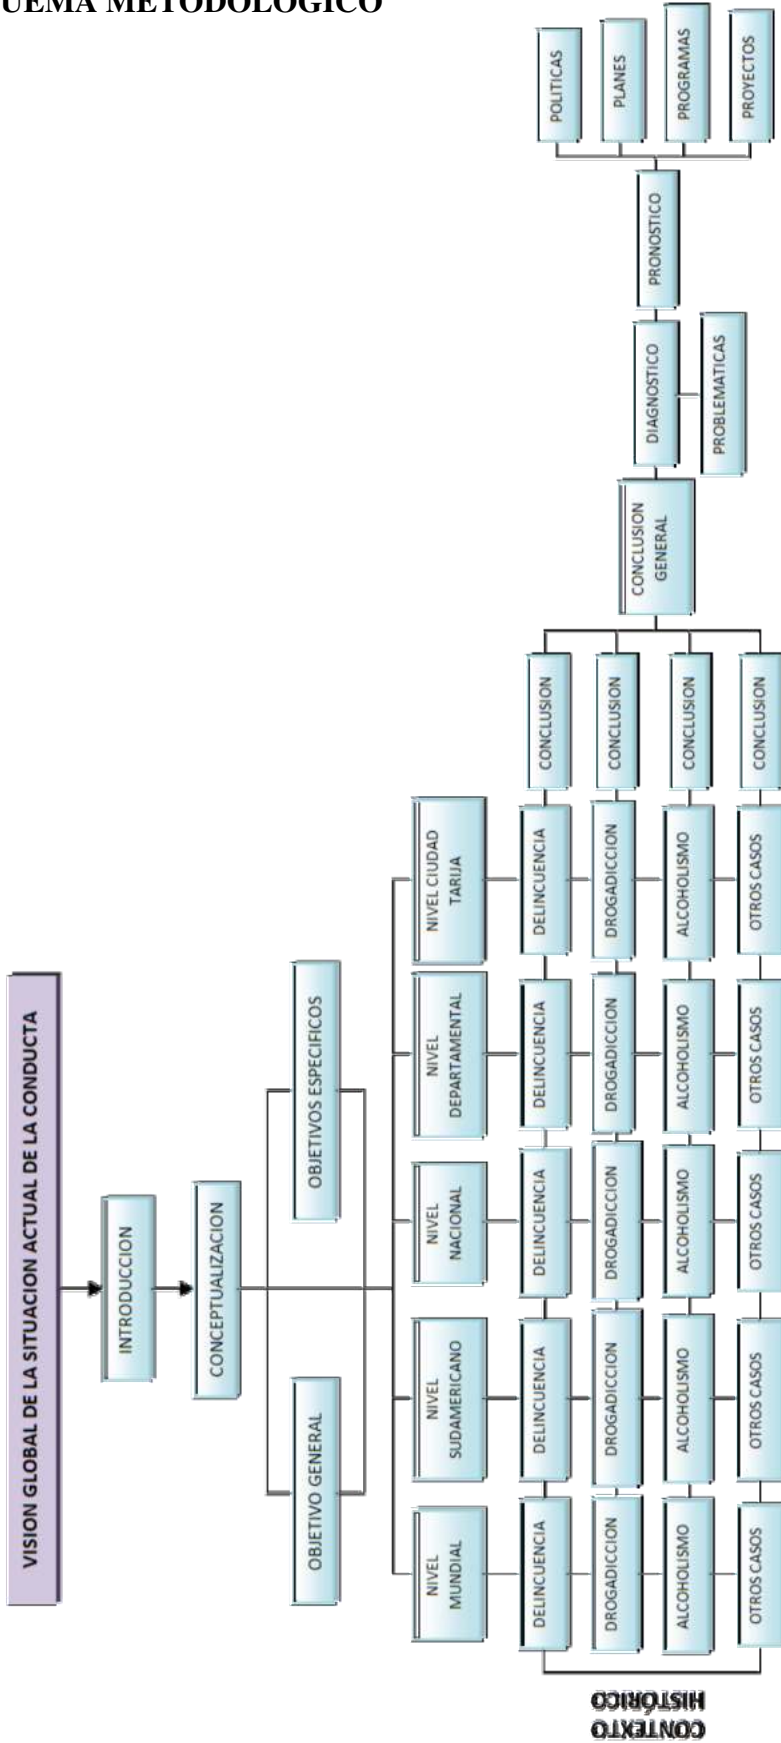 UEMA METODOLOGICO
VISION GLOBAL DE LA SITUACION ACTUAL DE LA CONDUCTA
INTRODUCCION
CONCEPTUALIZACION
OBJETIVO GENERAL
OBJETIVOS ESPECIFICOS
NIVEL
MUNDIAL
NIVEL
SUDAMERICANO
NIVEL
NACIONAL
NIVEL
DEPARTAMENTAL
NIVEL CIUDAD
TARIJA
CONTEXTO
HISTÓRICO
DELINCUENCIA
DELINCUENCIA
DELINCUENCIA
DELINCUENCIA
DELINCUENCIA
CONCLUSION
DROGADICCION
DROGADICCION
DROGADICCION
DROGADICCION
DROGADICCION
CONCLUSION
ALCOHOLISMO
ALCOHOLISMO
ALCOHOLISMO
ALCOHOLISMO
ALCOHOLISMO
CONCLUSION
OTROS CASOS
OTROS CASOS
OTROS CASOS
OTROS CASOS
OTROS CASOS
CONCLUSION
CONCLUSION
GENERAL
DIAGNOSTICO
PROBLEMATICAS
PRONOSTICO
POLITICAS
PLANES
PROGRAMAS
PROYECTOS